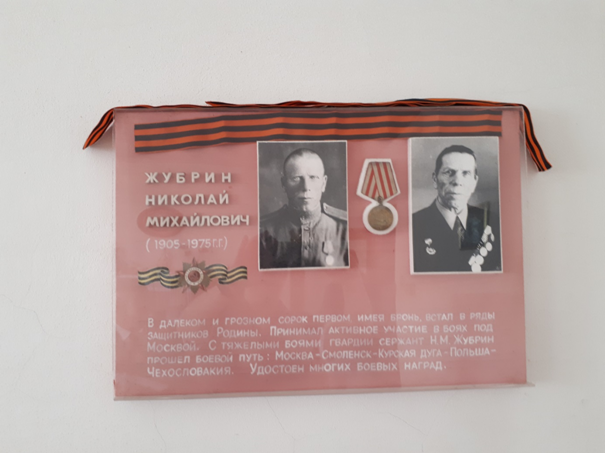 ЖУБРИН
НИКОЛАЙ
МИХАЙЛОВИЧ
(1905-1975ГГ)
В ДАЛЕКОМ И ГРОЗНОМ СОРОК ПЕРВОМ, ИМЕЯ БРОНЬ, ВСТАЛ В РЯДЫ
ЗАЩИТНИКОВ РОДИНЫ. ПРИНИМАЛ АКТИВНОЕ УЧАСТИЕ В БОЯХ ПОД
МОСКВОЙ. С ТЯЖЕЛЫМИ БОЯМИ ГВАРДИИ СЕРЖАНТ Н.М. ЖУБРИН
ПРОШЕЛ БОЕВОЙ ПУТЬ: МОСКВА-СМОЛЕНСК-КУРСКАЯ ДУГА-ПОЛЬША-
ЧЕХОСЛОВАКИЯ. УДОСТОЕН МНОГИХ БОЕВЫХ НАГРАД.